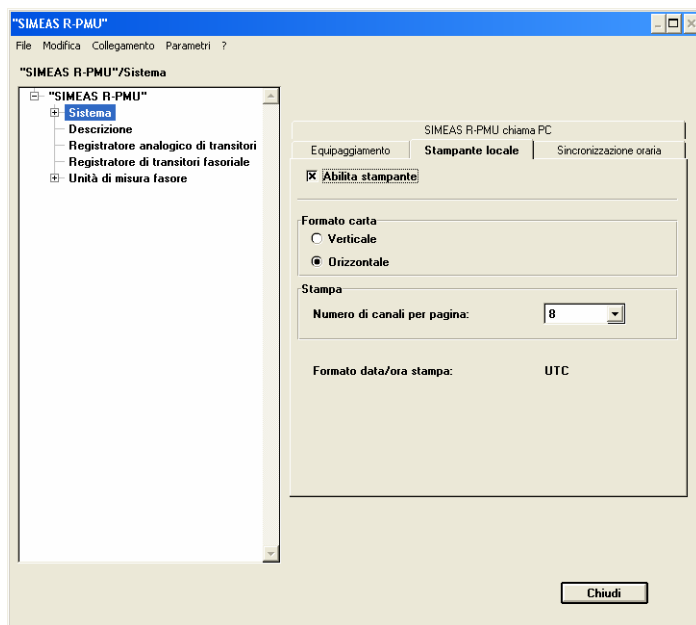 "SIMEAS R-PMU"
File Modifica Collegamento Parametri ?
"SIMEAS R-PMU"/Sistema
"SIMEAS R-PMU"
Sistema
Descrizione
Registratore analogico di transitori
Registratore di transitori fasoriale
Unità di misura fasore
SIMEAS R-PMU chiama PC
Equipaggiamento Stampante locale Sincronizzazione oraria
Abilita stampante
Formato carta
Verticale
Orizzontale
Stampa
Numero di canali per pagina: 8
Formato data/ora stampa: UTC
Chiudi